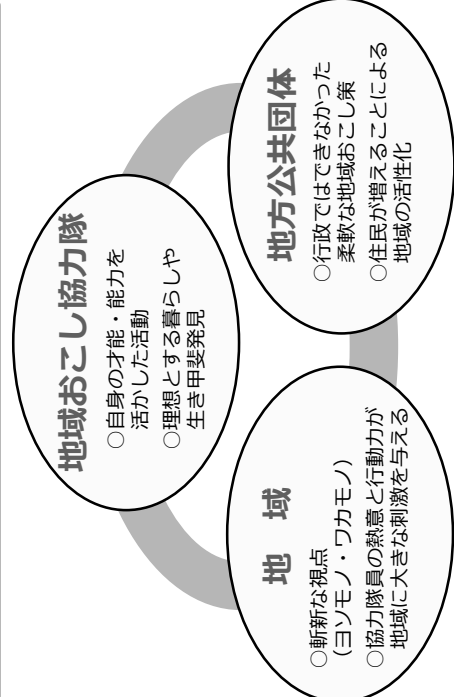 地域おこし協力隊
○自身の才能・能力を
活かした活動
○理想とする暮らしや
生き甲斐発見
地　域
○斬新な視点
（ヨソモノ・ワカモノ）
○協力隊員の熱意と行動力が
地域に大きな刺激を与える
地方公共団体
○行政ではできなかった
柔軟な地域おこし策
○住民が増えることによる
地域の活性化